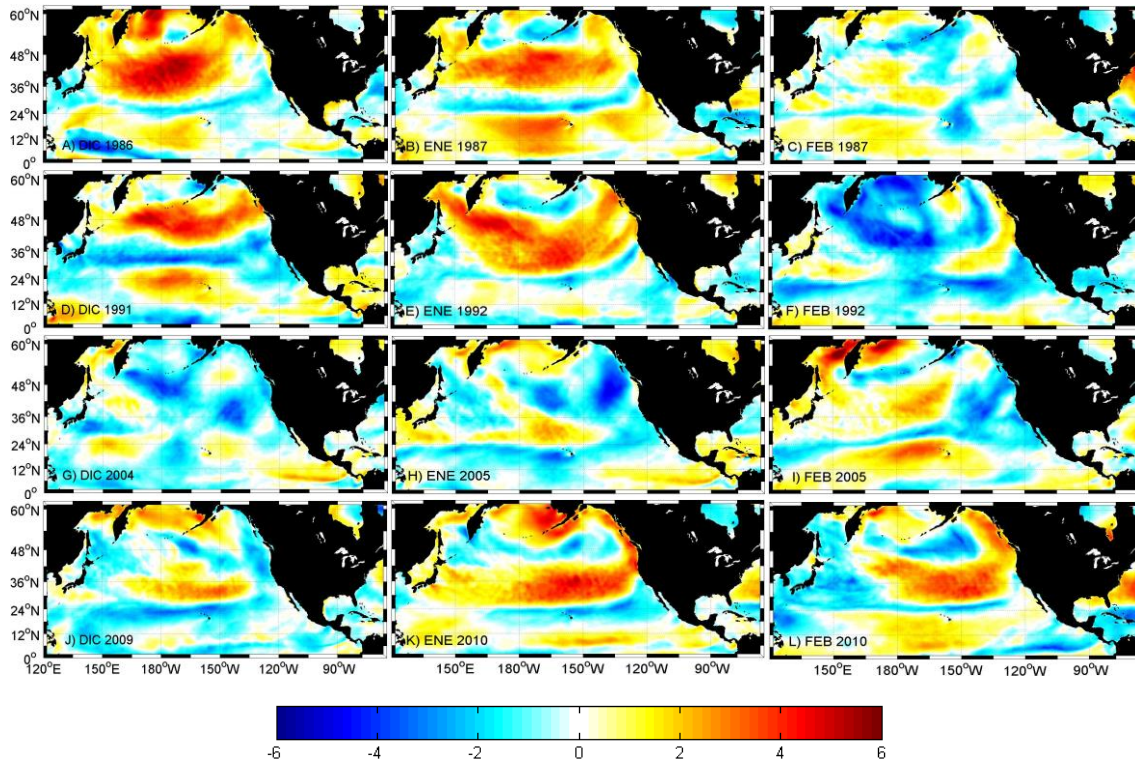 60°N
48°N
36°N
24°N
12°N
0°
A) DIC 1986
B) ENE 1987
C) FEB 1987
60°N
48°N
36°N
24°N
12°N
0°
D) DIC 1991
E) ENE 1992
F) FEB 1992
60°N
48°N
36°N
24°N
12°N
0°
G) DIC 2004
H) ENE 2005
I) FEB 2005
60°N
48°N
36°N
24°N
12°N
0°
J) DIC 2009
K) ENE 2010
L) FEB 2010
120°E 150°E 180°W 150°W 120°W 90°W 150°E 180°W 150°W 120°W 90°W 150°E 180°W 150°W 120°W 90°W
-6 -4 -2 0 2 4 6